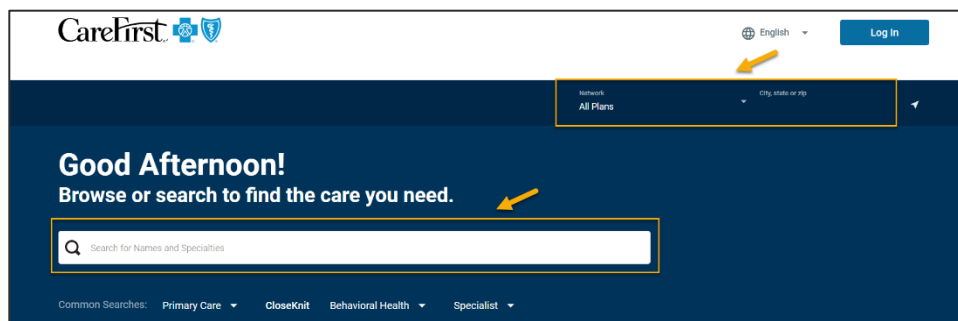 CareFirst
English
Log In
Network
City, state or zip
All Plans
Good Afternoon!
Browse or search to find the care you need.
Search for Names and Specialties
Common Searches: Primary Care CloseKnit Behavioral Health Specialist